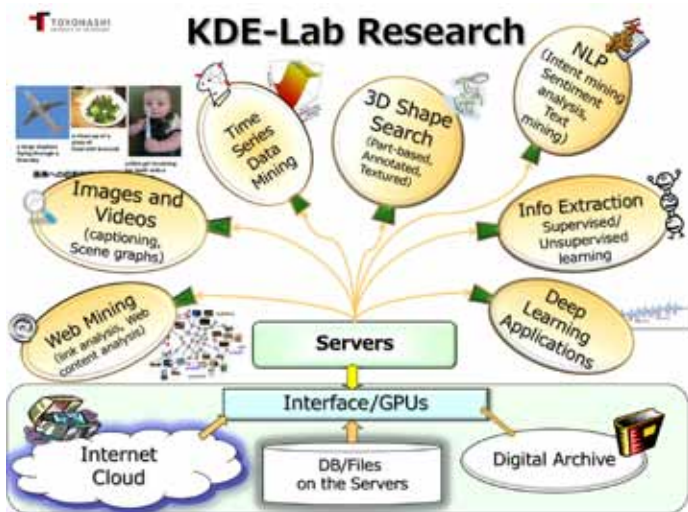 TOYOHASHI
KDE-Lab Research
NLP
(Intent mining
Sentiment
analysis,
Text
mining)
3D Shape
Search
(Part-based,
Annotated,
Textured)
Time
Series
Data
Mining
Images and
Videos
(captioning,
Scene graphs)
Info Extraction
Supervised/
Unsupervised
learning
Web Mining
(link analysis, Web
content analysis)
Deep
Learning
Applications
Servers
Interface/GPUs
Internet
Cloud
DB/Files
on the Servers
Digital Archive